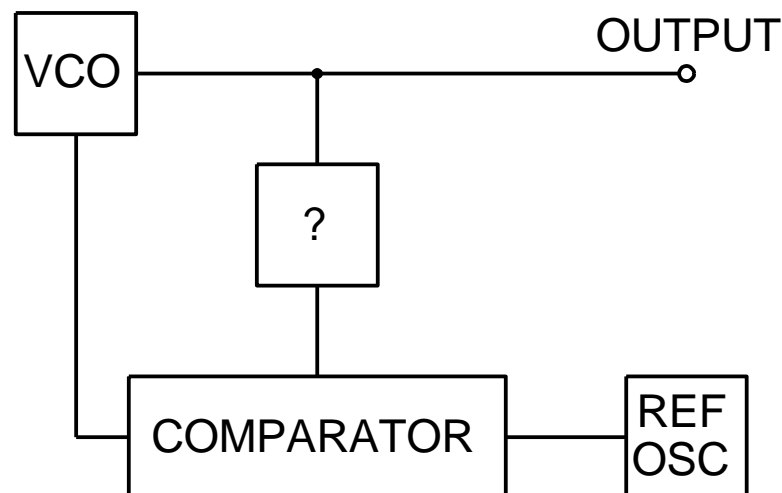 OUTPUT
VCO
?
COMPARATOR
REF
OSC